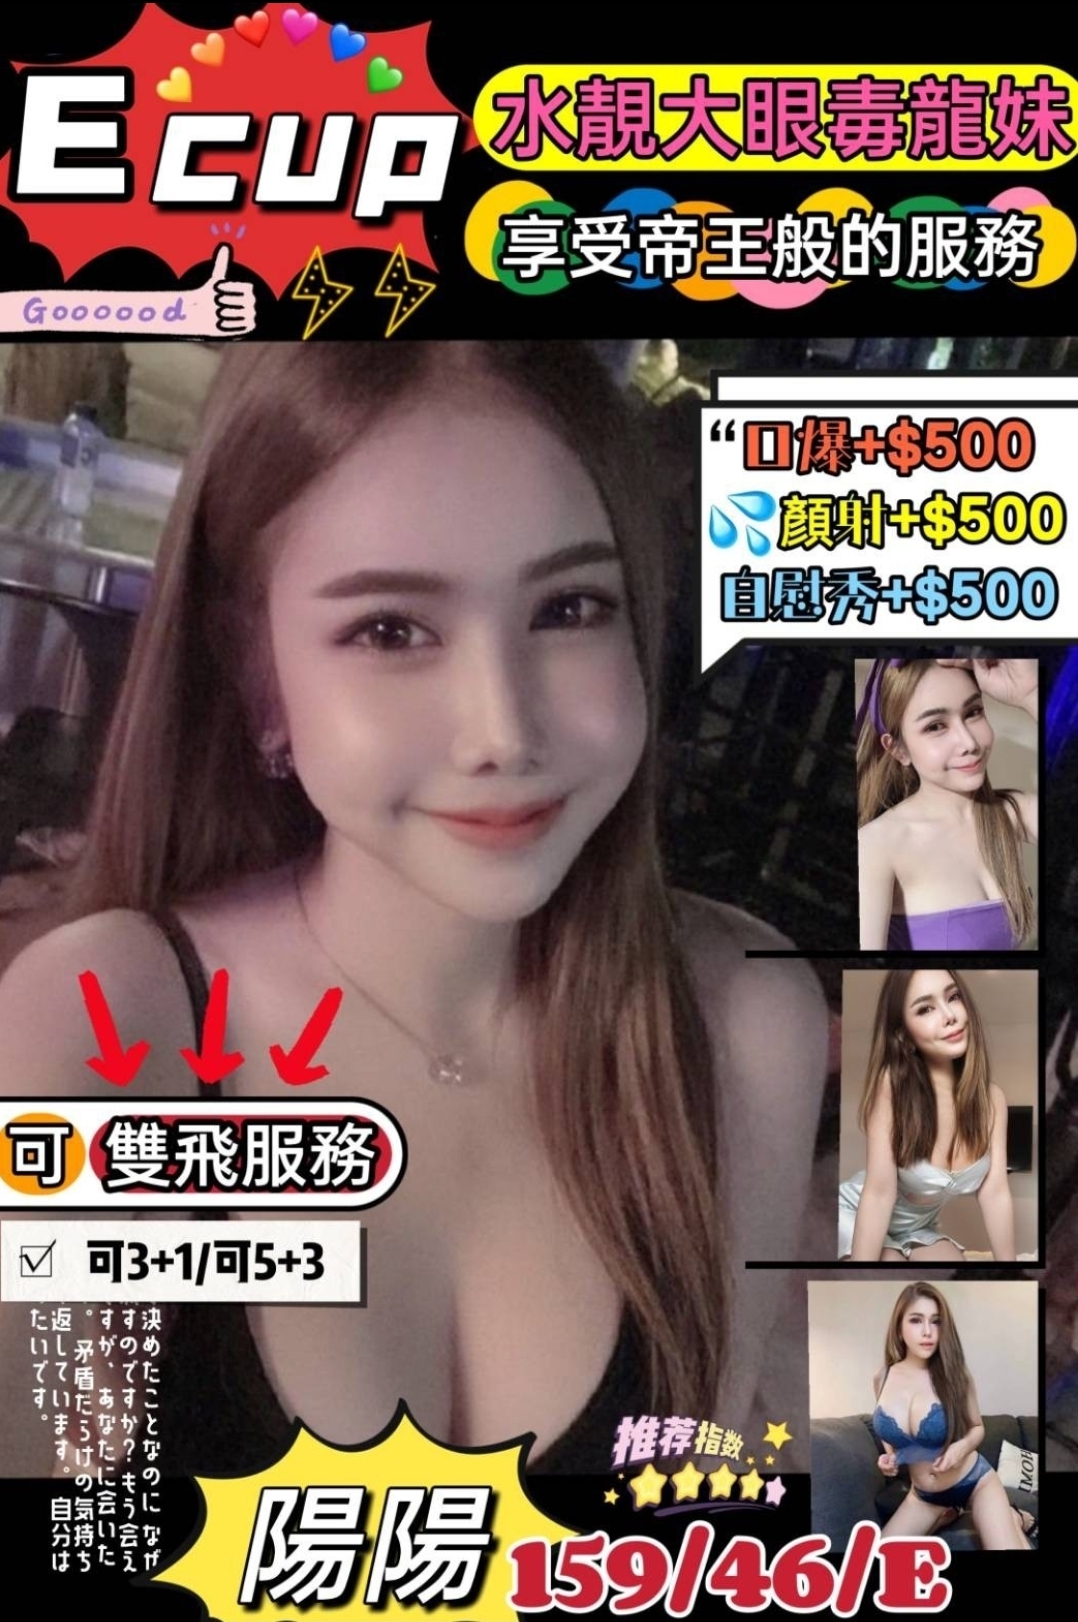 E cup
水靚大眼毒龍妹
享受帝王般的服務
Goooood
“口爆+$500
顏射+$500
自慰秀+$500
可 雙飛服務
☑ 可3+1/可5+3
決めたことなのに なが
すのですか？もう会え
すが、あなたに会いた
。矛盾だらけの気持ち
返しています。自分は
たいです。
推荐指数
陽陽
159/46/E